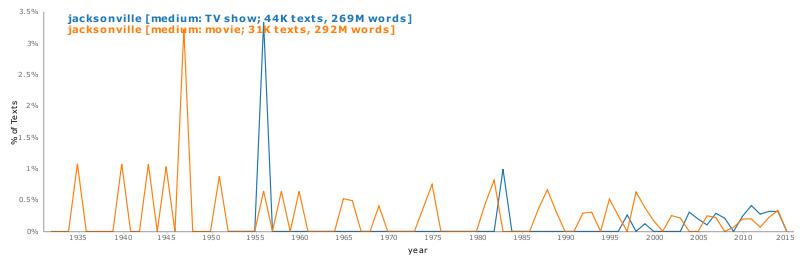 jacksonville [medium: TV show; 44K texts, 269M words]
jacksonville [medium: movie; 31K texts, 292M words]
3.5%
3%
2.5%
2%
1.5%
1%
0.5%
0%
% of Texts
1935 1940 1945 1950 1955 1960 1965 1970 1975 1980 1985 1990 1995 2000 2005 2010 2015
year